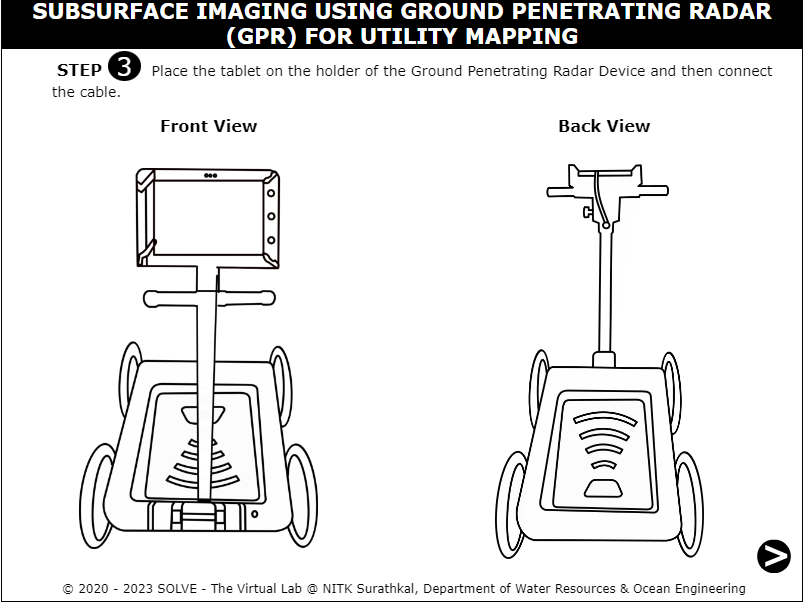 SUBSURFACE IMAGING USING GROUND PENETRATING RADAR
(GPR) FOR UTILITY MAPPING
STEP 3 Place the tablet on the holder of the Ground Penetrating Radar Device and then connect
the cable.
Front View
Back View
© 2020 - 2023 SOLVE - The Virtual Lab @ NITK Surathkal, Department of Water Resources & Ocean Engineering